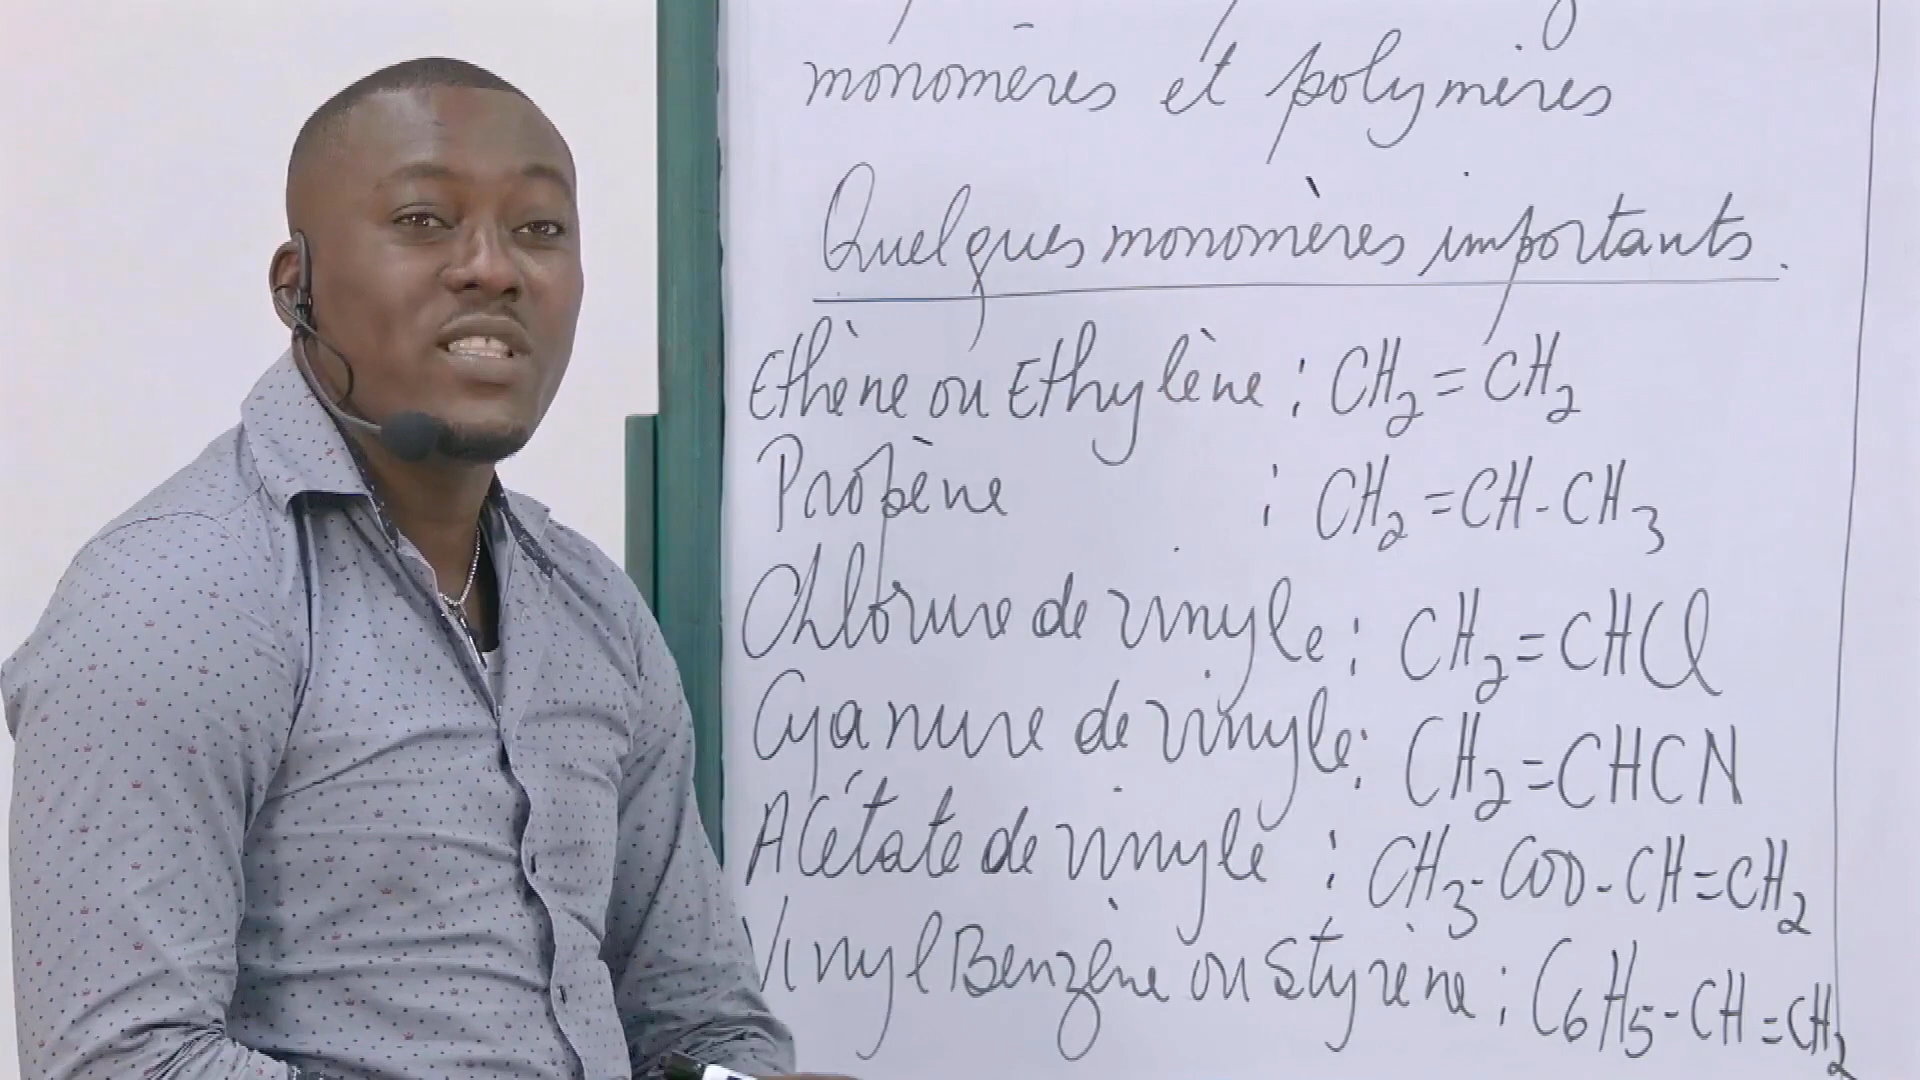 monomères et polymères
Quelques monomères importants.
Ethène ou Ethylène : CH2 = CH2
Propène : CH2 = CH - CH3
Chlorure de vinyle : CH2 = CHCl
Cyanure de vinyle : CH2 = CHCN
Acétate de vinyle : CH3 - COO - CH = CH2
Vinyl Benzène ou Styrène : C6H5 - CH = CH2